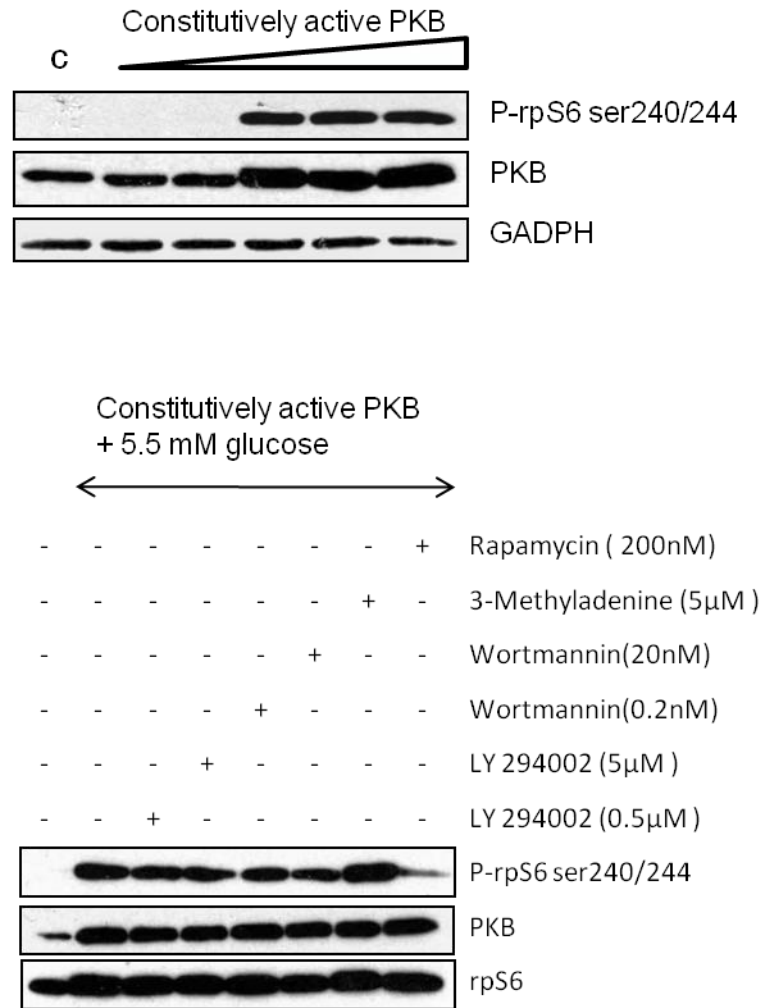 Constitutively active PKB
C
P-rpS6 ser240/244
PKB
GADPH
Constitutively active PKB
+ 5.5 mM glucose
- - - - - - - + Rapamycin ( 200nM)
- - - - - - + - 3-Methyladenine (5µM )
- - - - - + - - Wortmannin(20nM)
- - - - + - - - Wortmannin(0.2nM)
- - - + - - - - LY 294002 (5µM )
- - + - - - - - LY 294002 (0.5µM )
P-rpS6 ser240/244
PKB
rpS6